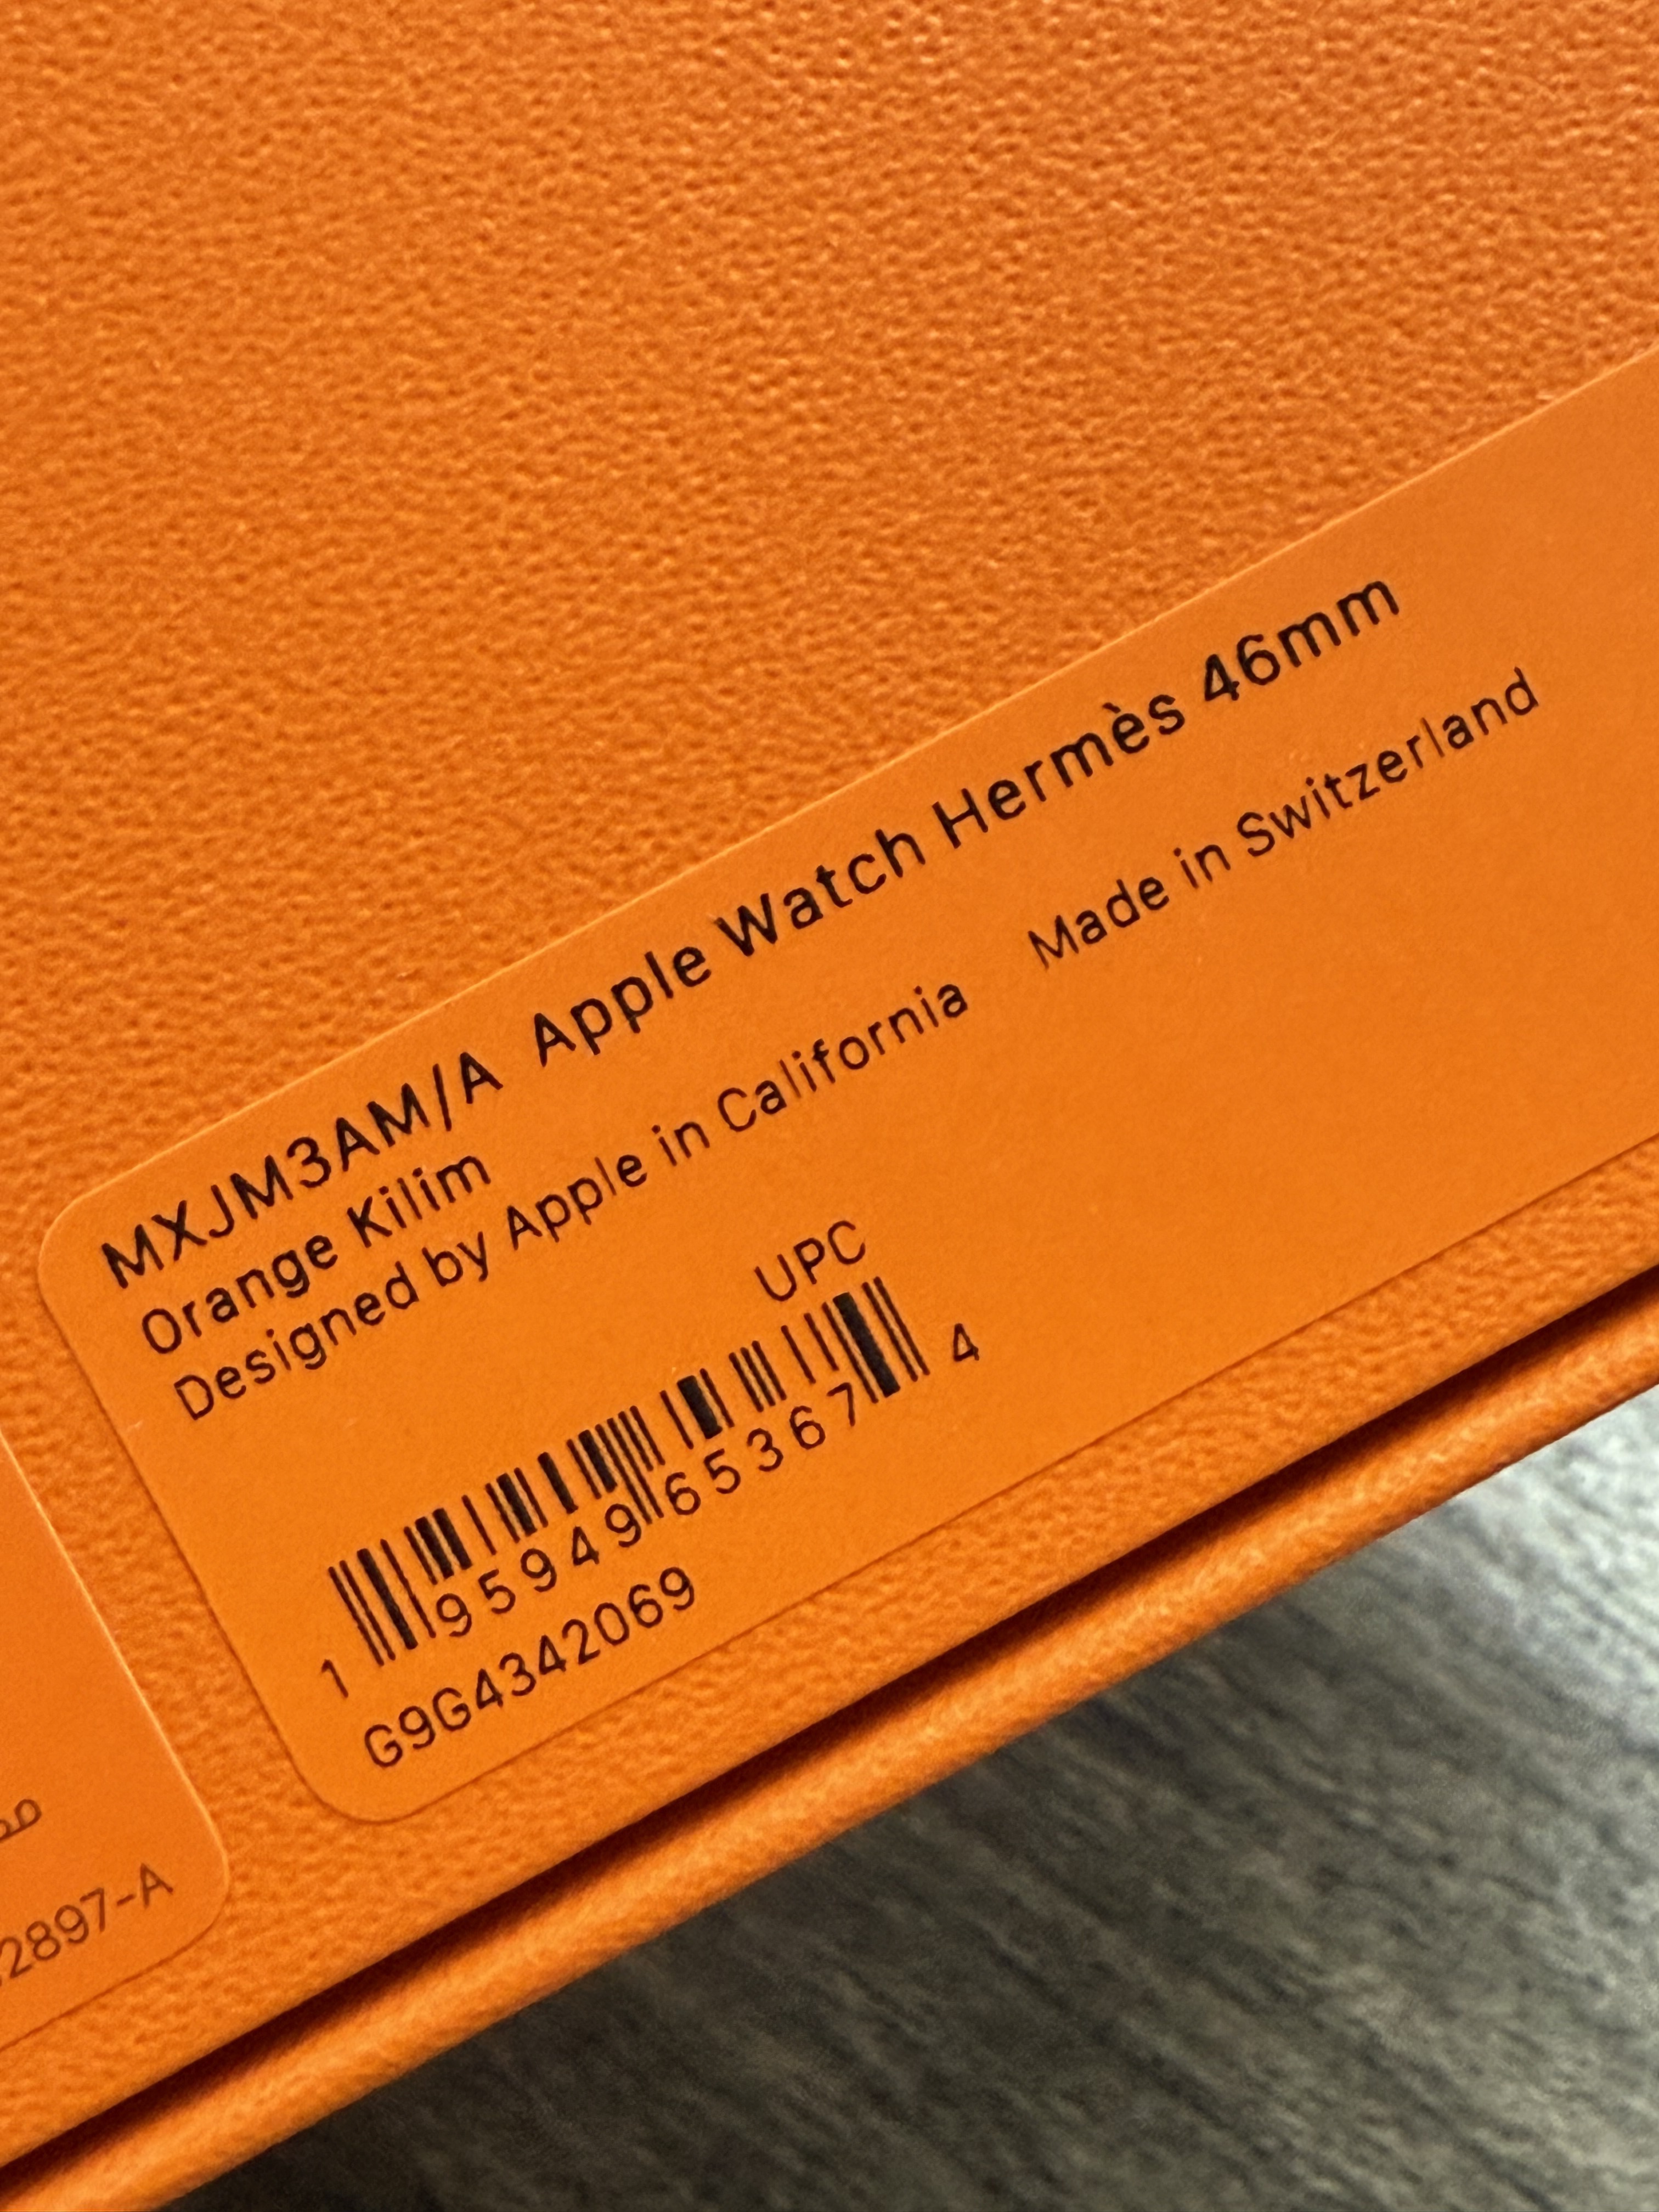 MXJM3AM/A Apple Watch Hermès 46mm
Orange Kilim
Designed by Apple in California Made in Switzerland
UPC
1 95949 65367 4
G9G4342069
2897-A